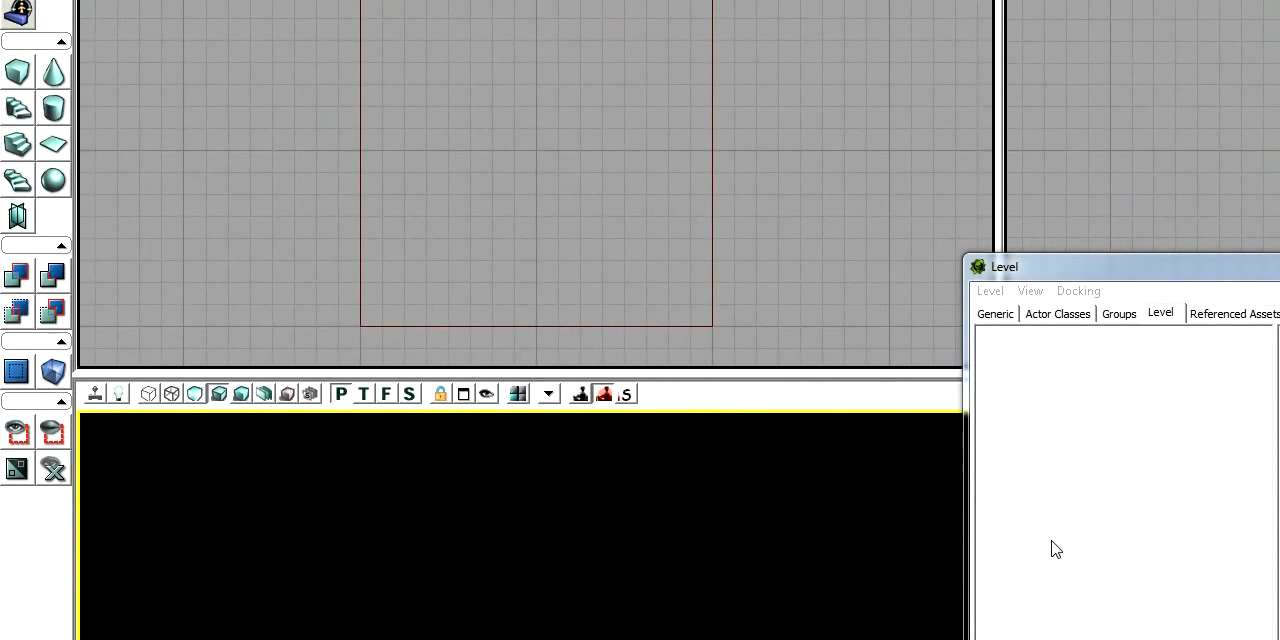 Level
Level View Docking
Generic Actor Classes Groups Level Referenced Assets
P T F S S